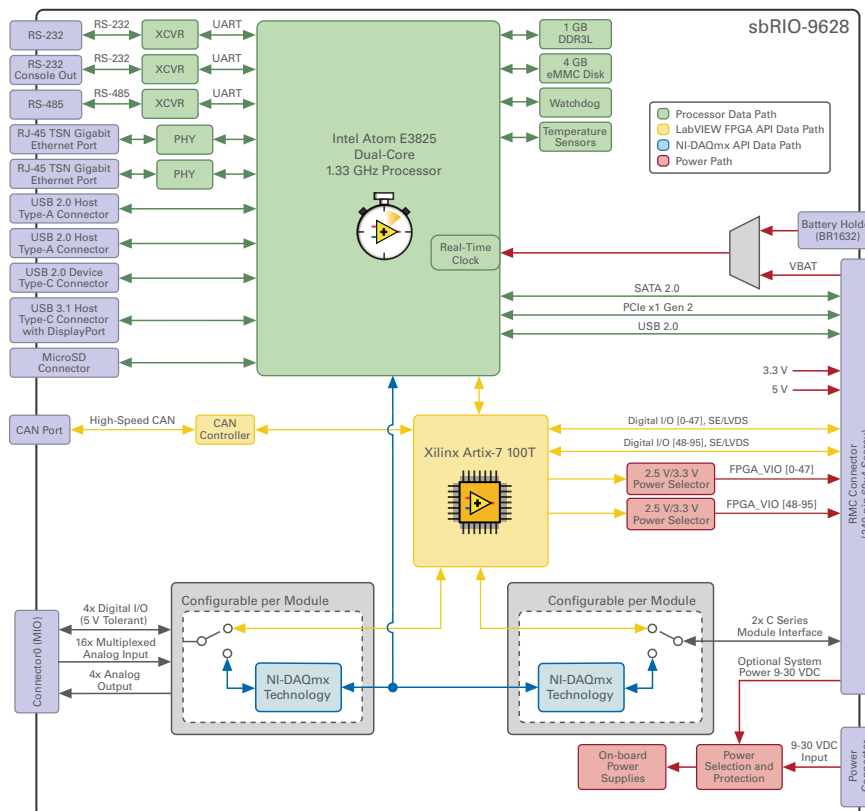 sbRIO-9628
RS-232
RS-232
XCVR
UART
RS-232
Console Out
RS-232
XCVR
UART
RS-485
RS-485
XCVR
UART
RJ-45 TSN Gigabit
Ethernet Port
PHY
RJ-45 TSN Gigabit
Ethernet Port
PHY
USB 2.0 Host
Type-A Connector
USB 2.0 Host
Type-A Connector
USB 2.0 Device
Type-C Connector
USB 3.1 Host
Type-C Connector
with DisplayPort
MicroSD
Connector
Intel Atom E3825
Dual-Core
1.33 GHz Processor
Real-Time
Clock
1 GB
DDR3L
4 GB
eMMC Disk
Watchdog
Temperature
Sensors
Processor Data Path
LabVIEW FPGA API Data Path
NI-DAQmx API Data Path
Power Path
Battery Holder
(BR1632)
VBAT
SATA 2.0
PCIe x1 Gen 2
USB 2.0
3.3 V
5 V
CAN Port
High-Speed CAN
CAN
Controller
Xilinx Artix-7 100T
Digital I/O [0-47], SE/LVDS
Digital I/O [48-95], SE/LVDS
2.5 V/3.3 V
Power Selector
FPGA_VIO [0-47]
2.5 V/3.3 V
Power Selector
FPGA_VIO [48-95]
RMC Connector
Connector0 (MIO)
4x Digital I/O
(5 V Tolerant)
16x Multiplexed
Analog Input
4x Analog
Output
Configurable per Module
NI-DAQmx
Technology
Configurable per Module
NI-DAQmx
Technology
2x C Series
Module Interface
Optional System
Power 9-30 VDC
9-30 VDC
Input
Power
Selection and
Protection
On-board
Power
Supplies
Power